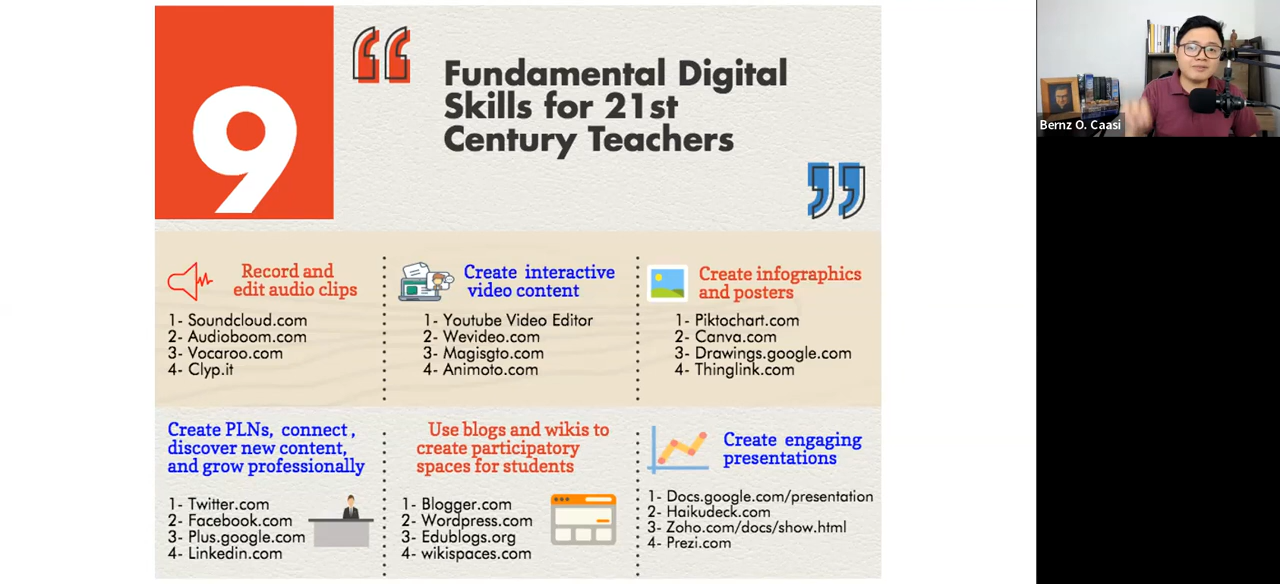 9
Fundamental Digital
Skills for 21st
Century Teachers
Record and
edit audio clips
1- Soundcloud.com
2- Audioboom.com
3- Vocaroo.com
4- Clyp.it
Create interactive
video content
1- Youtube Video Editor
2- Wevideo.com
3- Magisgto.com
4- Animoto.com
Create infographics
and posters
1- Piktochart.com
2- Canva.com
3- Drawings.google.com
4- Thinglink.com
Create PLNs, connect ,
discover new content,
and grow professionally
1- Twitter.com
2- Facebook.com
3- Plus.google.com
4- Linkedin.com
Use blogs and wikis to
create participatory
spaces for students
1- Blogger.com
2- Wordpress.com
3- Edublogs.org
4- wikispaces.com
Create engaging
presentations
1- Docs.google.com/presentation
2- Haikudeck.com
3- Zoho.com/docs/show.html
4- Prezi.com
Bernz O. Caasi